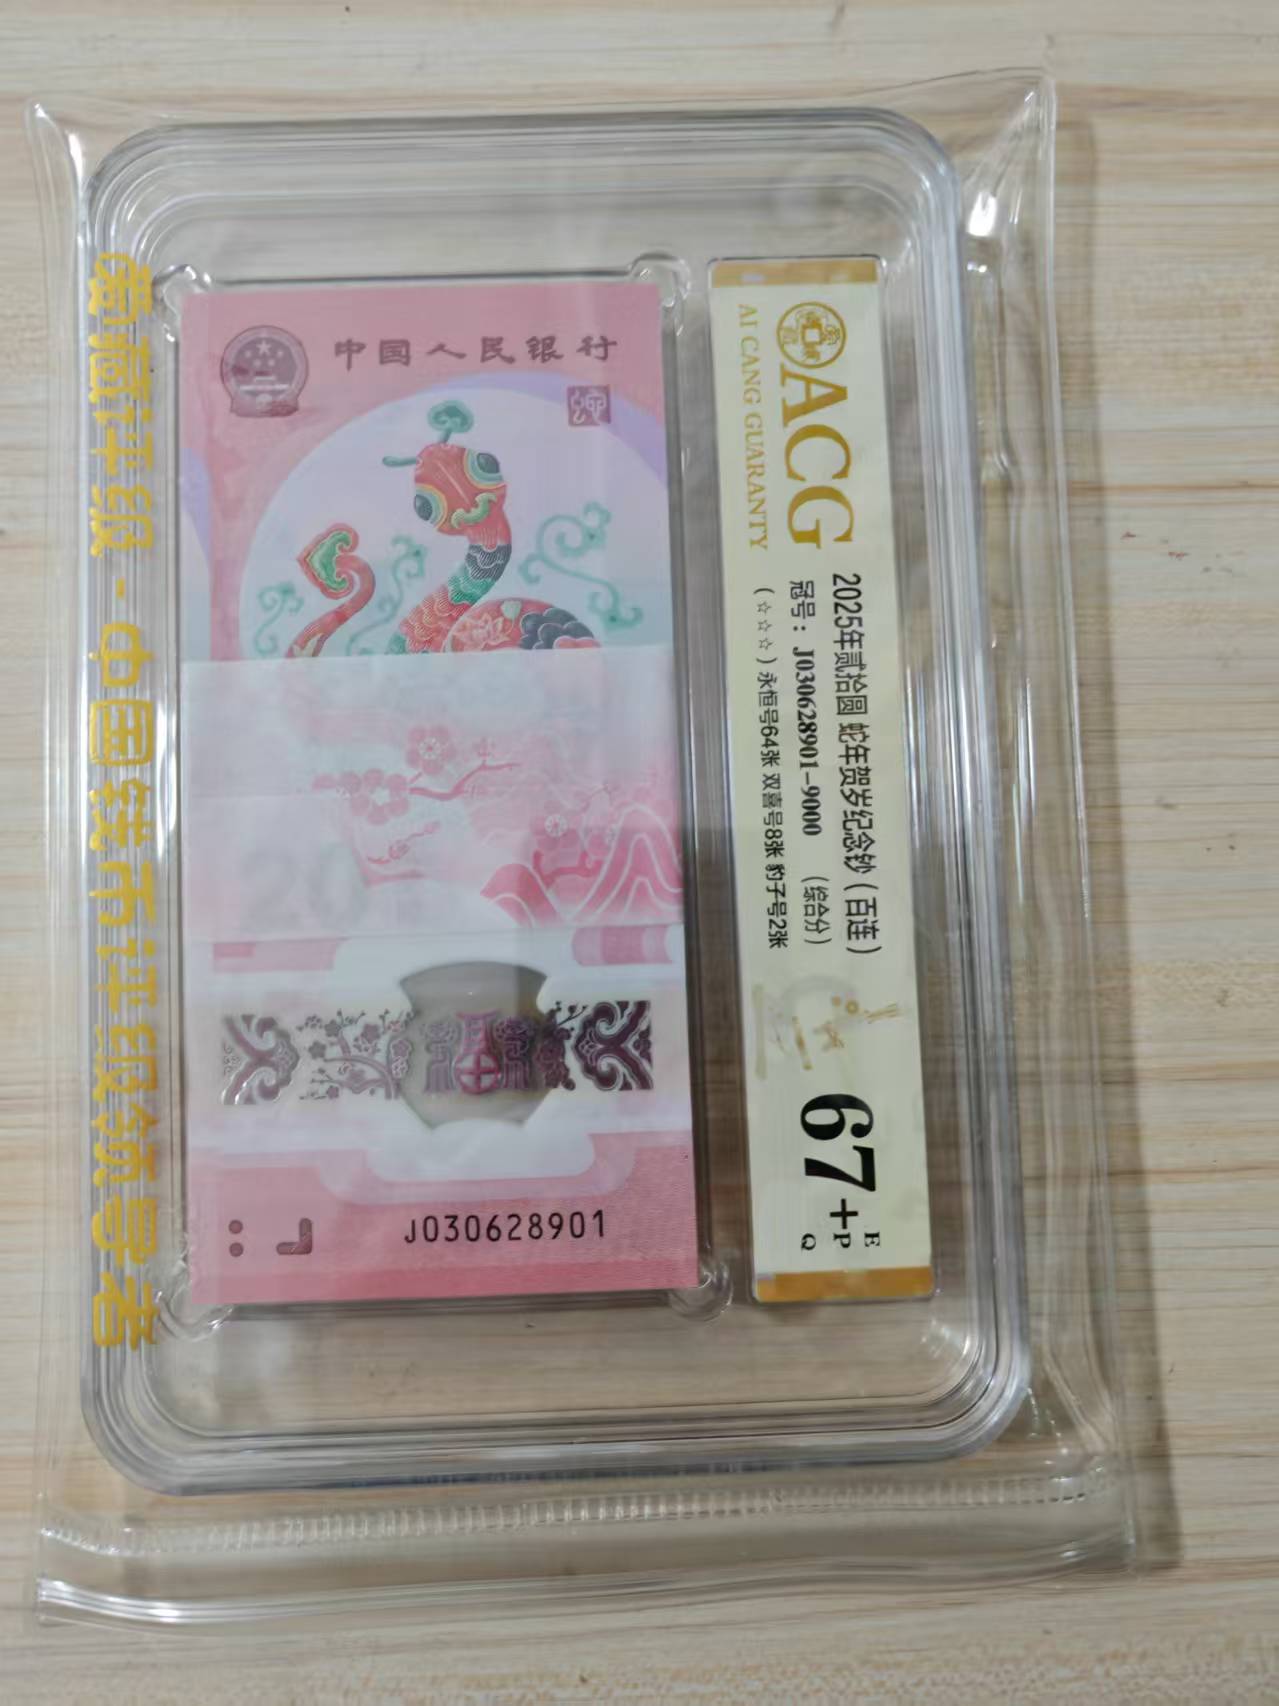 爱藏评级-中国钱币评级领导者
中国人民银行
J030628901
ACG
AI CANG GUARANTY
2025年贰拾圆 蛇年贺岁纪念钞(百连)
冠号:J030628901-9000 (综合分)
(☆☆☆)永恒号64张 双喜号8张 豹子号2张
67+
E
P
Q